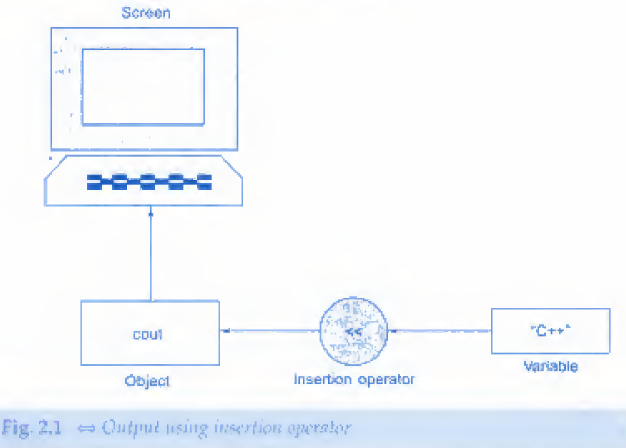 Screen
cout
Object
<<
Insertion operator
"C++"
Variable
Fig. 2.1 ⇔ Output using insertion operator